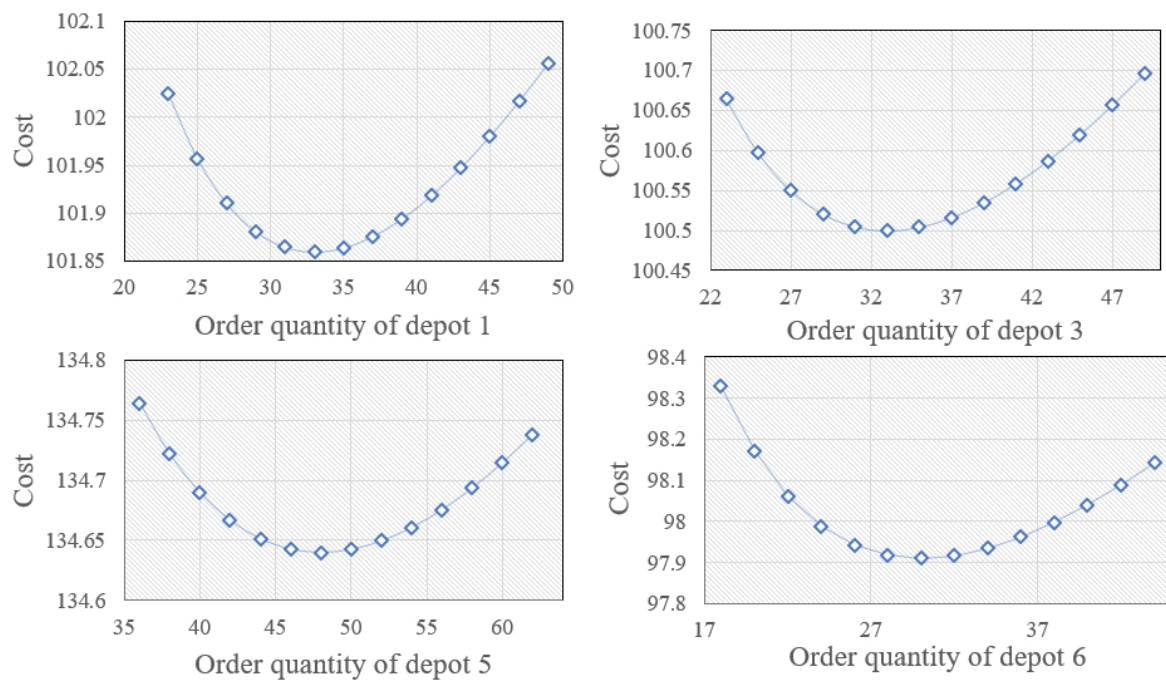 102.1
102.05
102
101.95
101.9
101.85
20 25 30 35 40 45 50
Cost
Order quantity of depot 1
100.75
100.7
100.65
100.6
100.55
100.5
100.45
22 27 32 37 42 47
Cost
Order quantity of depot 3
134.8
134.75
134.7
134.65
134.6
35 40 45 50 55 60
Cost
Order quantity of depot 5
98.4
98.3
98.2
98.1
98
97.9
97.8
17 27 37
Cost
Order quantity of depot 6